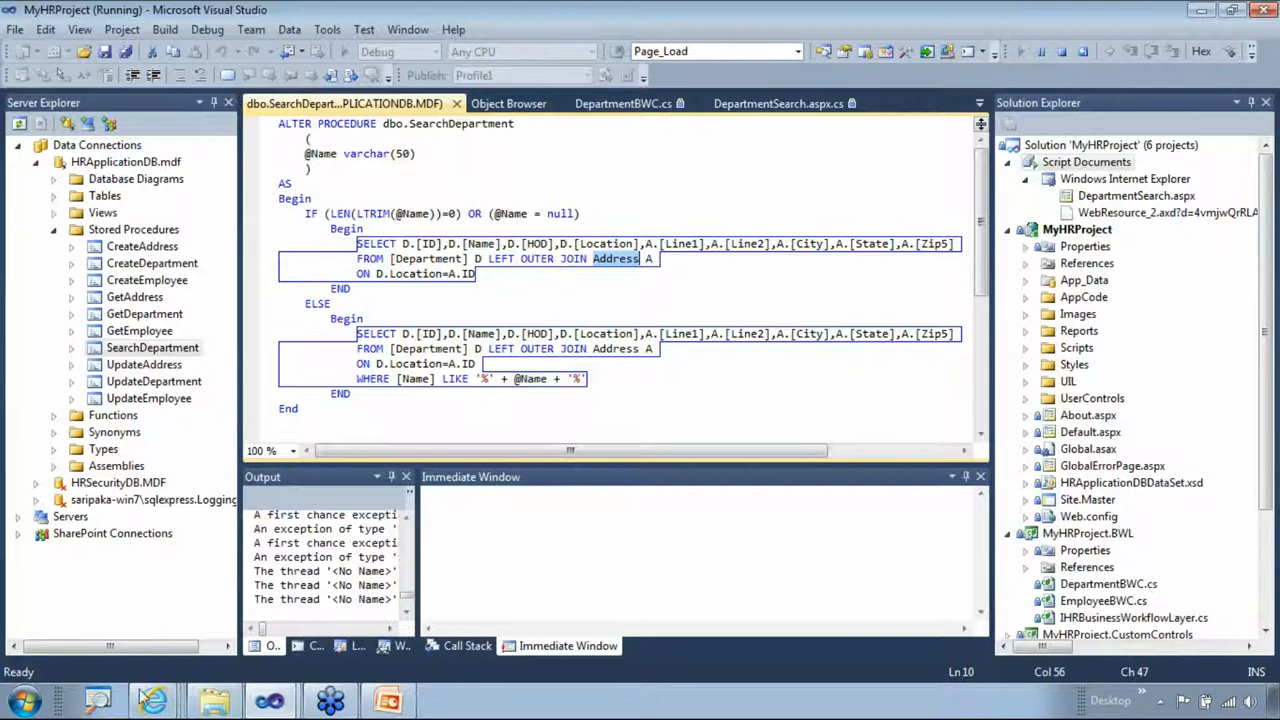 MyHRProject (Running) - Microsoft Visual Studio
File Edit View Project Build Debug Team Data Tools Test Window Help
Debug Any CPU Page_Load Hex
Publish: Profile1
Server Explorer
Data Connections
HRApplicationDB.mdf
Database Diagrams
Tables
Views
Stored Procedures
CreateAddress
CreateDepartment
CreateEmployee
GetAddress
GetDepartment
GetEmployee
SearchDepartment
UpdateAddress
UpdateDepartment
UpdateEmployee
Functions
Synonyms
Types
Assemblies
HRSecurityDB.MDF
saripaka-win7\sqlexpress.Logging
Servers
SharePoint Connections
dbo.SearchDepart...PLICATIONDB.MDF) Object Browser DepartmentBWC.cs DepartmentSearch.aspx.cs
ALTER PROCEDURE dbo.SearchDepartment
(
@Name varchar(50)
)
AS
Begin
IF (LEN(LTRIM(@Name))=0) OR (@Name = null)
Begin
SELECT D.[ID],D.[Name],D.[HOD],D.[Location],A.[Line1],A.[Line2],A.[City],A.[State],A.[Zip5]
FROM [Department] D LEFT OUTER JOIN Address A
ON D.Location=A.ID
END
ELSE
Begin
SELECT D.[ID],D.[Name],D.[HOD],D.[Location],A.[Line1],A.[Line2],A.[City],A.[State],A.[Zip5]
FROM [Department] D LEFT OUTER JOIN Address A
ON D.Location=A.ID
WHERE [Name] LIKE '%' + @Name + '%'
END
End
100 %
Output
A first chance excepti
An exception of type '
A first chance excepti
An exception of type '
The thread '<No Name>'
The thread '<No Name>'
The thread '<No Name>'
O.. C... L... W..
Immediate Window
Call Stack Immediate Window
Solution Explorer
Solution 'MyHRProject' (6 projects)
Script Documents
Windows Internet Explorer
DepartmentSearch.aspx
WebResource_2.axd?d=4vmjwQrRLA
MyHRProject
Properties
References
App_Data
AppCode
Images
Reports
Scripts
Styles
UIL
UserControls
About.aspx
Default.aspx
Global.asax
GlobalErrorPage.aspx
HRApplicationDBDataSet.xsd
Site.Master
Web.config
MyHRProject.BWL
Properties
References
DepartmentBWC.cs
EmployeeBWC.cs
IHRBusinessWorkflowLayer.cs
MyHRProject.CustomControls
Ready Ln 10 Col 56 Ch 47 INS
Desktop